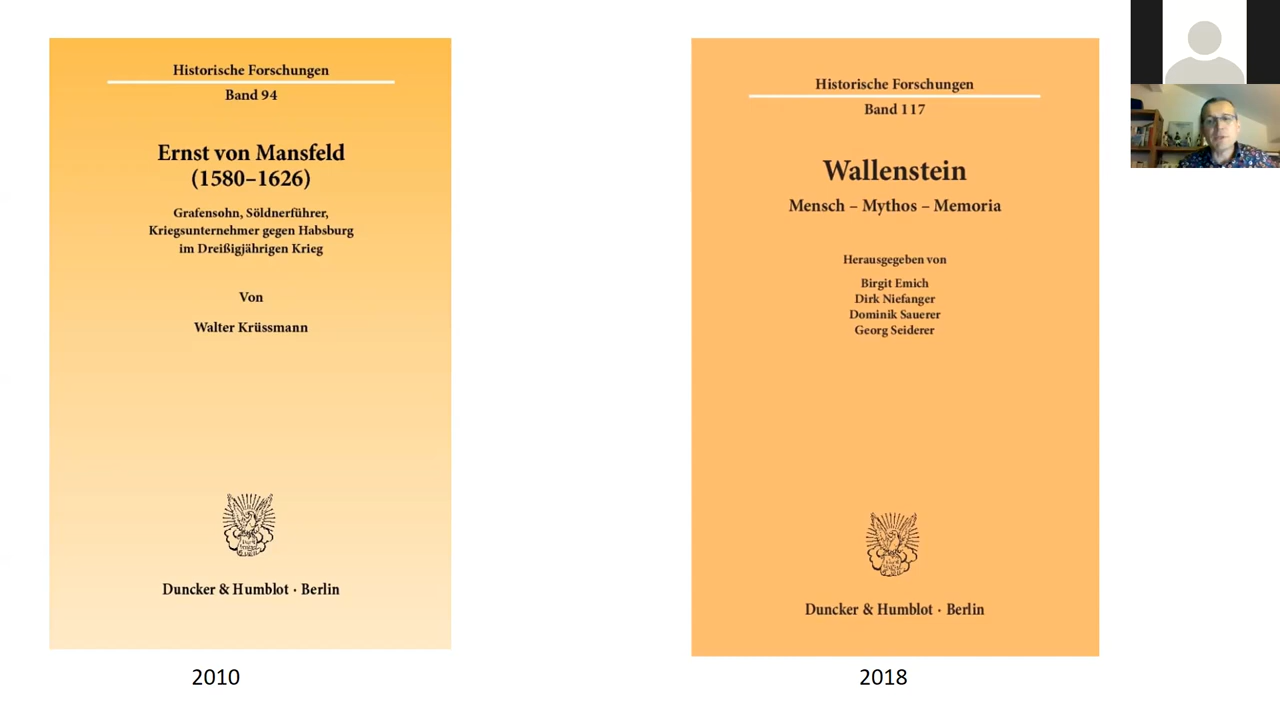 Historische Forschungen
Band 94
Ernst von Mansfeld
(1580–1626)
Grafensohn, Söldnerführer,
Kriegsunternehmer gegen Habsburg
im Dreißigjährigen Krieg
Von
Walter Krüssmann
Duncker & Humblot · Berlin
2010
Historische Forschungen
Band 117
Wallenstein
Mensch – Mythos – Memoria
Herausgegeben von
Birgit Emich
Dirk Niefanger
Dominik Sauerer
Georg Seiderer
Duncker & Humblot · Berlin
2018